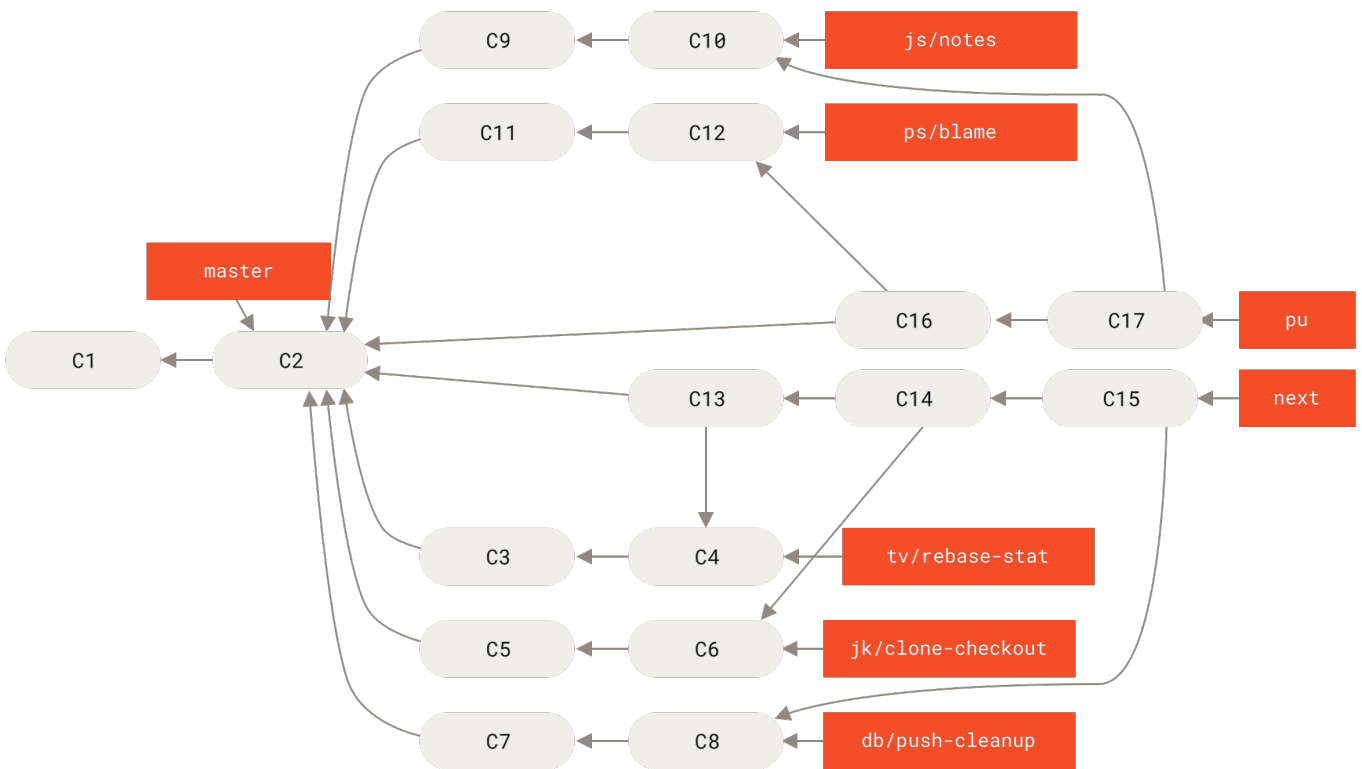 C9
C10
js/notes
C11
C12
ps/blame
master
C16
C17
pu
C1
C2
C13
C14
C15
next
C3
C4
tv/rebase-stat
C5
C6
jk/clone-checkout
C7
C8
db/push-cleanup